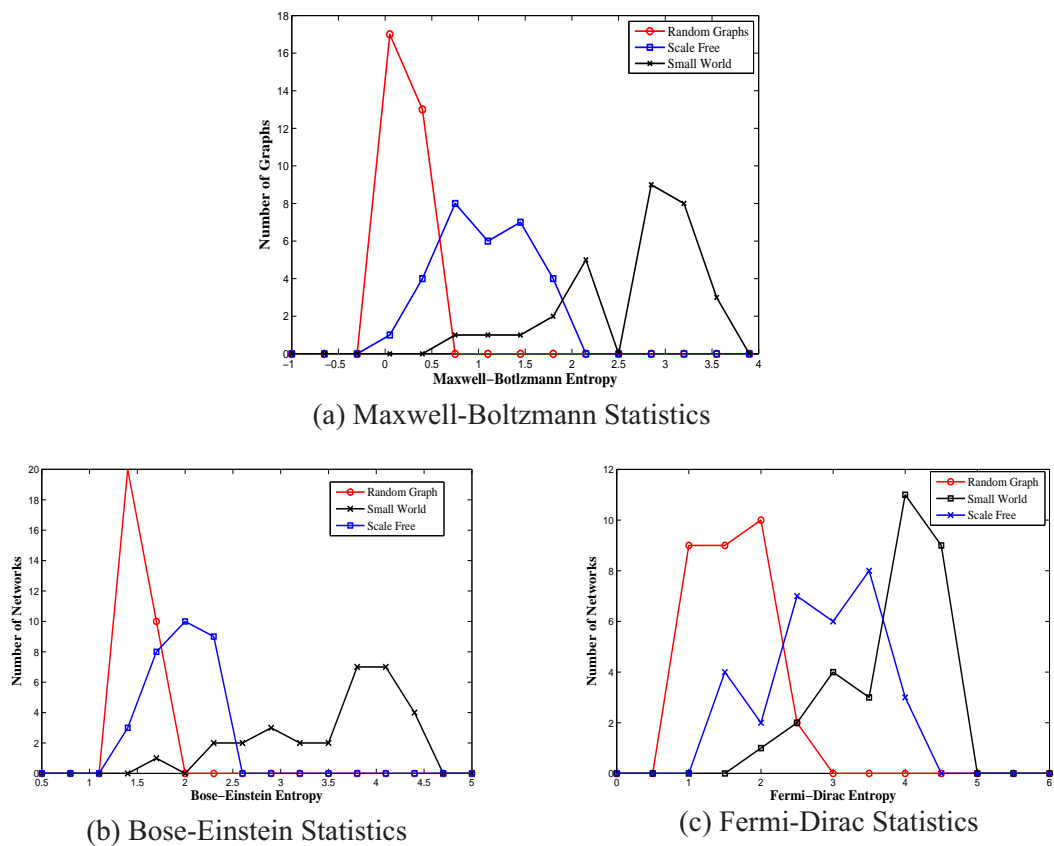 18
16
14
12
10
8
6
4
2
0
Number of Graphs
Random Graphs
Scale Free
Small World
−1 −0.5 0 0.5 1 1.5 2 2.5 3 3.5 4
Maxwell−Botlzmann Entropy
(a) Maxwell-Boltzmann Statistics
20
18
16
14
12
10
8
6
4
2
0
Number of Networks
Random Graph
Small World
Scale Free
0.5 1 1.5 2 2.5 3 3.5 4 4.5 5
Bose−Einstein Entropy
(b) Bose-Einstein Statistics
12
10
8
6
4
2
0
Number of Networks
Random Graph
Small World
Scale Free
0 1 2 3 4 5 6
Fermi−Dirac Entropy
(c) Fermi-Dirac Statistics